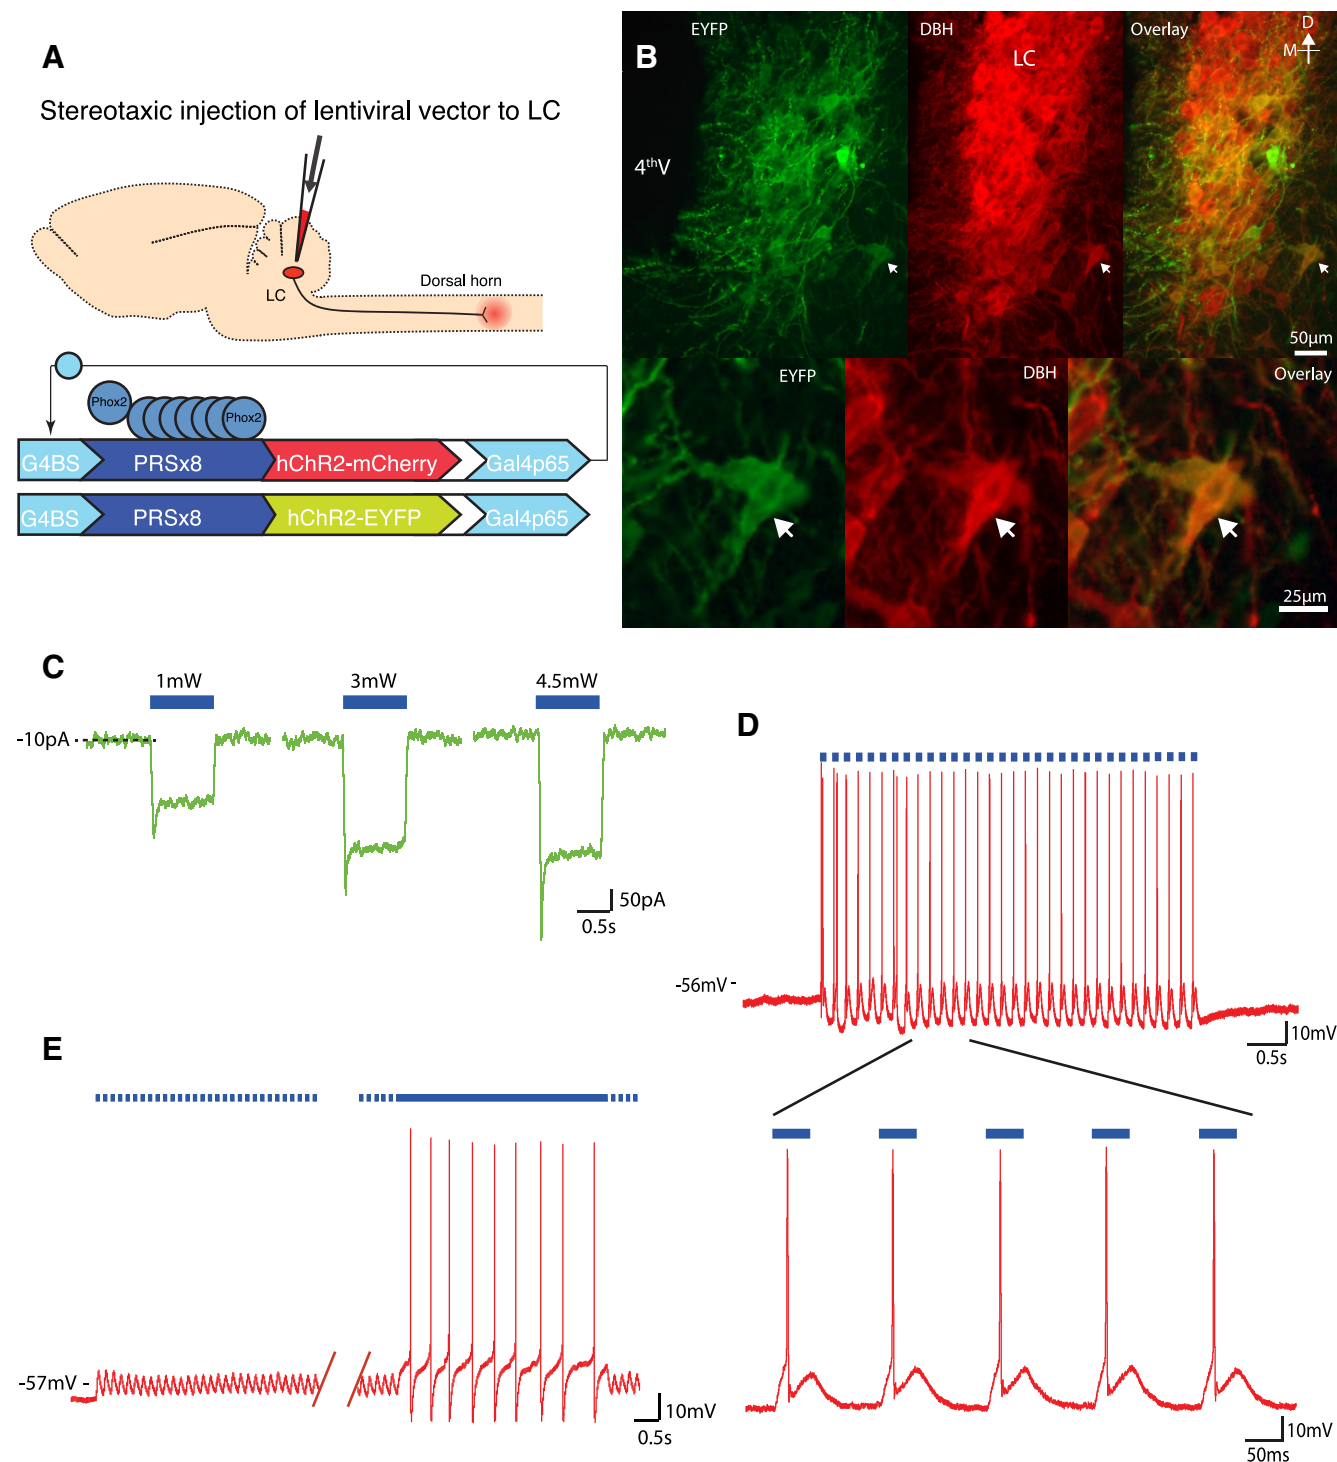 A
Stereotaxic injection of lentiviral vector to LC
LC
Dorsal horn
Phox2
Phox2
G4BS
PRSx8
hChR2-mCherry
Gal4p65
G4BS
PRSx8
hChR2-EYFP
Gal4p65
B
EYFP
DBH
Overlay
D
M
LC
4thV
50µm
EYFP
DBH
Overlay
25µm
C
1mW
3mW
4.5mW
-10pA
50pA
0.5s
D
-56mV
10mV
0.5s
10mV
50ms
E
-57mV
10mV
0.5s